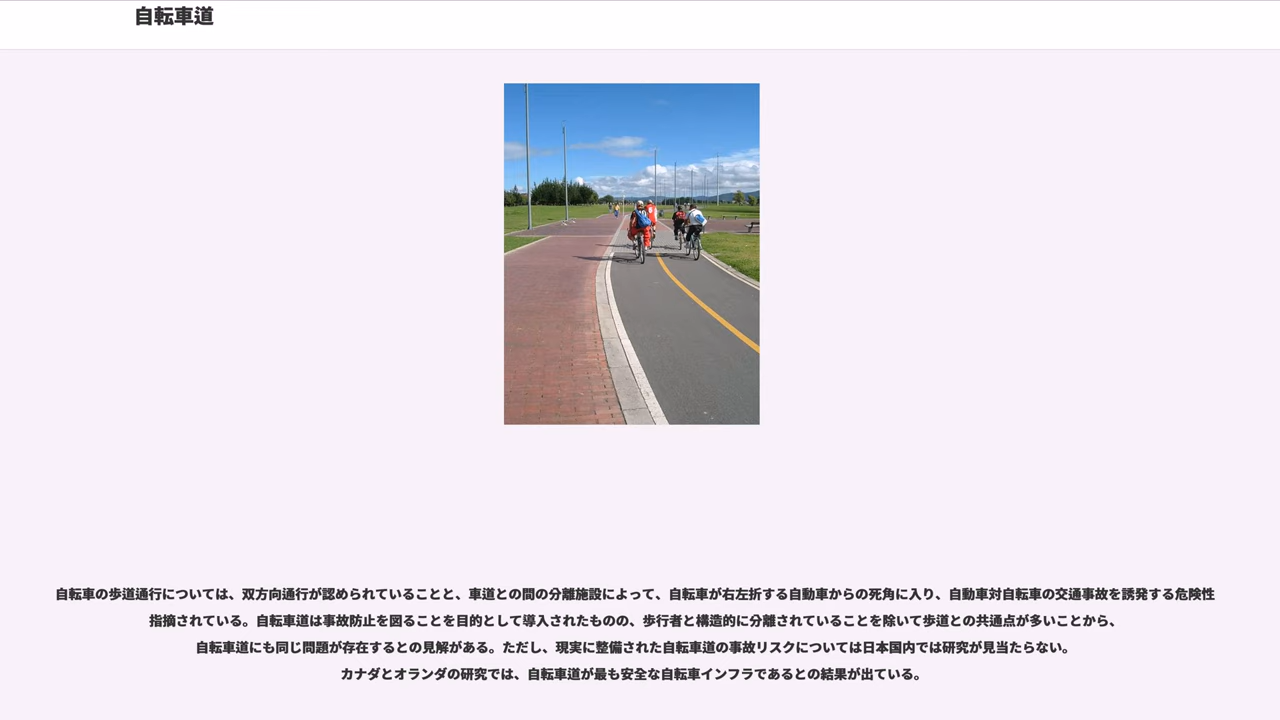 自転車道
自転車の歩道通行については、双方向通行が認められていることと、車道との間の分離施設によって、自転車が右左折する自動車からの死角に入り、自動車対自転車の交通事故を誘発する危険性
指摘されている。自転車道は事故防止を図ることを目的として導入されたものの、歩行者と構造的に分離されていることを除いて歩道との共通点が多いことから、
自転車道にも同じ問題が存在するとの見解がある。ただし、現実に整備された自転車道の事故リスクについては日本国内では研究が見当たらない。
カナダとオランダの研究では、自転車道が最も安全な自転車インフラであるとの結果が出ている。